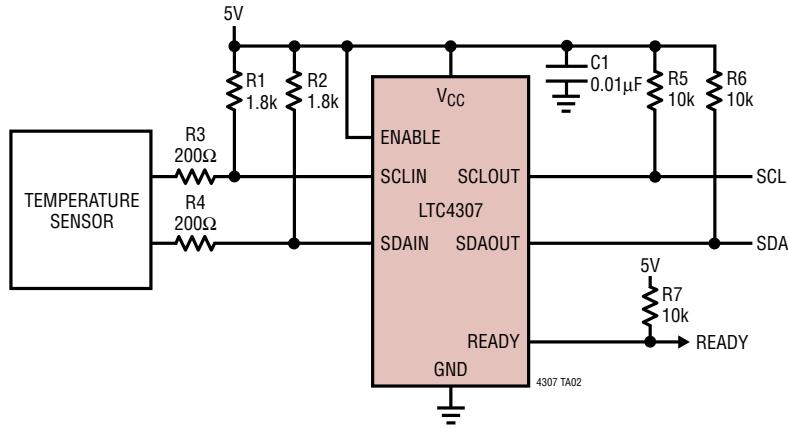 5V
R1
1.8k
R2
1.8k
C1
0.01μF
R5
10k
R6
10k
VCC
ENABLE
R3
200Ω
SCLIN
SCLOUT
SCL
TEMPERATURE
SENSOR
LTC4307
R4
200Ω
SDAIN
SDAOUT
SDA
5V
R7
10k
READY
READY
GND
4307 TA02